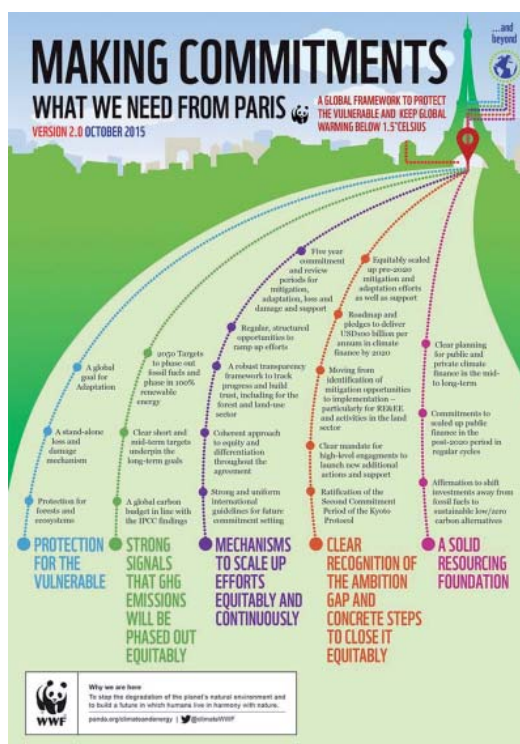 ...and
beyond
MAKING COMMITMENTS
WHAT WE NEED FROM PARIS
VERSION 2.0 OCTOBER 2015
A GLOBAL FRAMEWORK TO PROTECT
THE VULNERABLE AND KEEP GLOBAL
WARMING BELOW 1.5°CELSIUS
A global
goal for
Adaptation
A stand-alone
loss and
damage
mechanism
Protection for
forests and
ecosystems
PROTECTION
FOR THE
VULNERABLE
2050 Targets
to phase out
fossil fuels and
phase in 100%
renewable
energy
Clear short and
mid-term targets
underpin the
long-term goals
A global carbon
budget in line with
the IPCC findings
STRONG
SIGNALS
THAT GHG
EMISSIONS
WILL BE
PHASED OUT
EQUITABLY
Five year
commitment
and review
periods for
mitigation,
adaptation, loss and
damage and support
Regular, structured
opportunities to
ramp up efforts
A robust transparency
framework to track
progress and build
trust, including for the
forest and land-use
sector
Coherent approach
to equity and
differentiation
throughout the
agreement
Strong and uniform
international
guidelines for future
commitment setting
MECHANISMS
TO SCALE UP
EFFORTS
EQUITABLY AND
CONTINUOUSLY
Equitably scaled
up pre-2020
mitigation and
adaptation efforts
as well as support
Roadmap and
pledges to deliver
USD100 billion per
annum in climate
finance by 2020
Moving from
identification of
mitigation opportunities
to implementation –
particularly for RE&EE
and activities in the land
sector
Clear mandate for
high-level engagments to
launch new additional
actions and support
Ratification of the
Second Commitment
Period of the Kyoto
Protocol
CLEAR
RECOGNITION OF
THE AMBITION
GAP AND
CONCRETE STEPS
TO CLOSE IT
EQUITABLY
Clear planning
for public and
private climate
finance in the mid-
to long-term
Commitments to
scaled up public
finance in the
post-2020 period in
regular cycles
Affirmation to shift
investments away from
fossil fuels to
sustainable low/zero
carbon alternatives
A SOLID
RESOURCING
FOUNDATION
WWF
Why we are here
To stop the degradation of the planet's natural environment and
to build a future in which humans live in harmony with nature.
panda.org/climateandenergy | @climateWWF